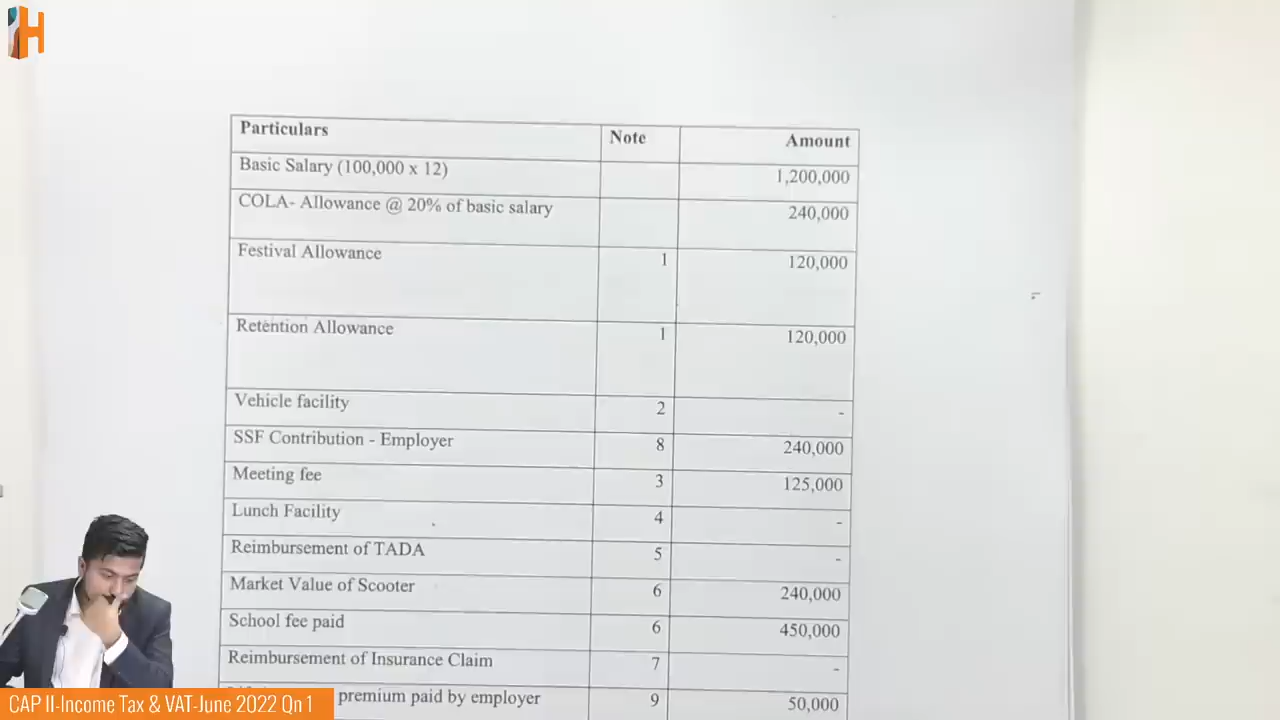 H
Particulars Note Amount
Basic Salary (100,000 x 12) 1,200,000
COLA- Allowance @ 20% of basic salary 240,000
Festival Allowance 1 120,000
Retention Allowance 1 120,000
Vehicle facility 2 -
SSF Contribution - Employer 8 240,000
Meeting fee 3 125,000
Lunch Facility 4 -
Reimbursement of TADA 5 -
Market Value of Scooter 6 240,000
School fee paid 6 450,000
Reimbursement of Insurance Claim 7 -
premium paid by employer 9 50,000
CAP II-Income Tax & VAT-June 2022 Qn 1